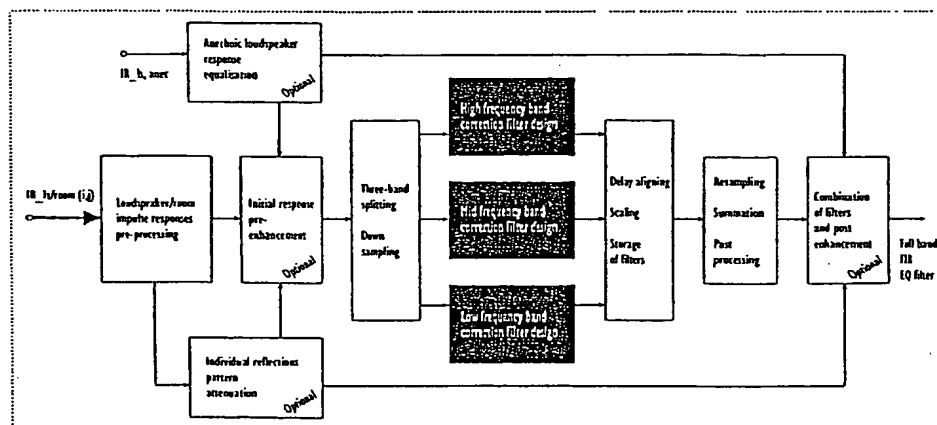 Anechoic loudspeaker
response
equalization
Optional
IR_ls, anec
High frequency band
correction filter design
IR_ls/room (i,j)
Loudspeaker/room
impulse responses
pre-processing
Initial response
pre-
enhancement
Optional
Three-band
splitting
Down
sampling
Mid frequency band
correction filter design
Delay aligning
Scaling
Storage
of filters
Resampling
Summation
Post
processing
Combination
of filters
and post
enhancement
Optional
Full band
FIR
EQ filter
Low frequency band
correction filter design
Individual reflections
pattern
attenuation
Optional